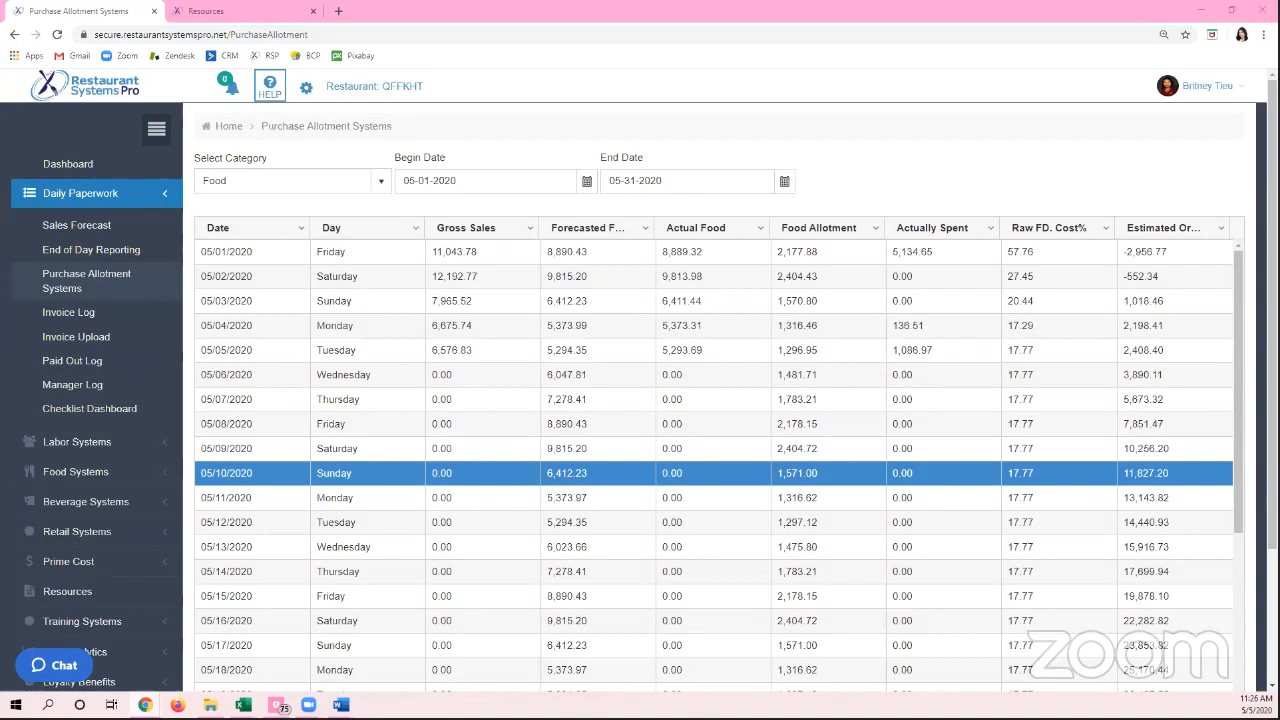 Purchase Allotment Systems
Resources
secure.restaurantsystemspro.net/PurchaseAllotment
Apps Gmail Zoom Zendesk CRM RSP BCP Pixabay
Restaurant Systems Pro
0
HELP
Restaurant: QFFKHT
Britney Tieu
Home > Purchase Allotment Systems
Select Category Begin Date End Date
Food 05-01-2020 05-31-2020
Dashboard
Daily Paperwork
Sales Forecast
End of Day Reporting
Purchase Allotment
Systems
Invoice Log
Invoice Upload
Paid Out Log
Manager Log
Checklist Dashboard
Labor Systems
Food Systems
Beverage Systems
Retail Systems
Prime Cost
Resources
Training Systems
Loyalty Benefits
Chat
Date Day Gross Sales Forecasted F... Actual Food Food Allotment Actually Spent Raw FD. Cost% Estimated Or...
05/01/2020 Friday 11,043.78 8,890.43 8,889.32 2,177.88 5,134.65 57.76 -2,956.77
05/02/2020 Saturday 12,192.77 9,815.20 9,813.98 2,404.43 0.00 27.45 -552.34
05/03/2020 Sunday 7,965.52 6,412.23 6,411.44 1,570.80 0.00 20.44 1,018.46
05/04/2020 Monday 6,675.74 5,373.99 5,373.31 1,316.46 136.51 17.29 2,198.41
05/05/2020 Tuesday 6,576.83 5,294.35 5,293.69 1,296.95 1,086.97 17.77 2,408.40
05/06/2020 Wednesday 0.00 6,047.81 0.00 1,481.71 0.00 17.77 3,890.11
05/07/2020 Thursday 0.00 7,278.41 0.00 1,783.21 0.00 17.77 5,673.32
05/08/2020 Friday 0.00 8,890.43 0.00 2,178.15 0.00 17.77 7,851.47
05/09/2020 Saturday 0.00 9,815.20 0.00 2,404.72 0.00 17.77 10,256.20
05/10/2020 Sunday 0.00 6,412.23 0.00 1,571.00 0.00 17.77 11,827.20
05/11/2020 Monday 0.00 5,373.97 0.00 1,316.62 0.00 17.77 13,143.82
05/12/2020 Tuesday 0.00 5,294.35 0.00 1,297.12 0.00 17.77 14,440.93
05/13/2020 Wednesday 0.00 6,023.66 0.00 1,475.80 0.00 17.77 15,916.73
05/14/2020 Thursday 0.00 7,278.41 0.00 1,783.21 0.00 17.77 17,699.94
05/15/2020 Friday 0.00 8,890.43 0.00 2,178.15 0.00 17.77 19,878.10
05/16/2020 Saturday 0.00 9,815.20 0.00 2,404.72 0.00 17.77 22,282.82
05/17/2020 Sunday 0.00 6,412.23 0.00 1,571.00 0.00 17.77 23,853.82
05/18/2020 Monday 0.00 5,373.97 0.00 1,316.62 0.00 17.77 25,170.44
zoom
75
11:26 AM
5/5/2020